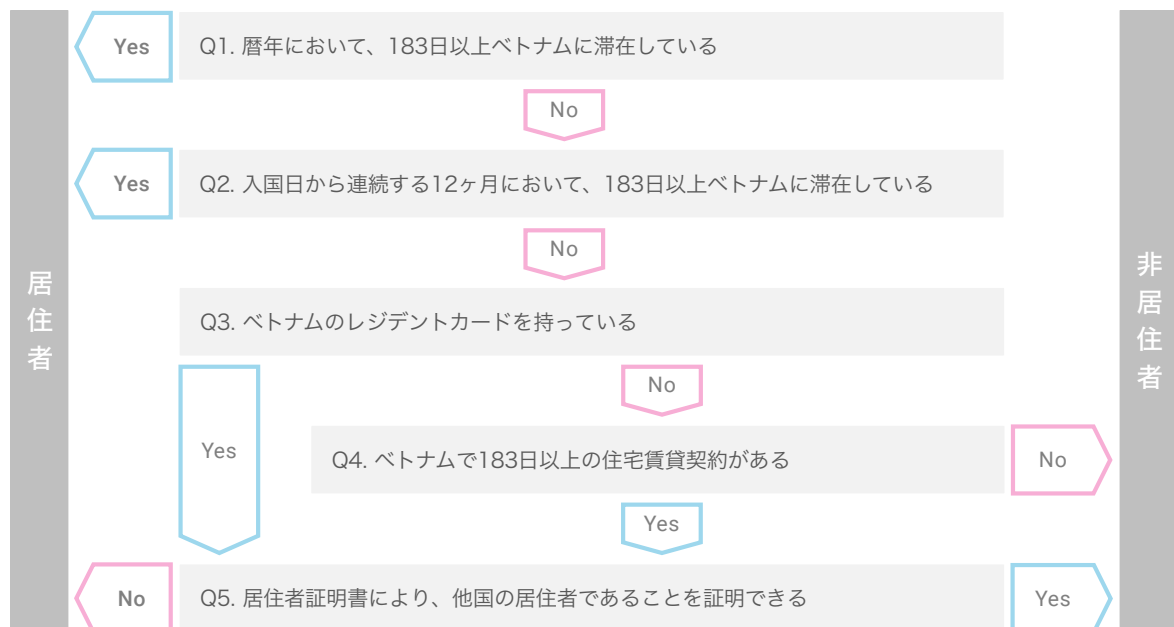 Yes
Q1. 暦年において、183日以上ベトナムに滞在している
No
Yes
Q2. 入国日から連続する12ヶ月において、183日以上ベトナムに滞在している
No
居住者
非居住者
Q3. ベトナムのレジデントカードを持っている
No
Yes
Q4. ベトナムで183日以上の住宅賃貸契約がある
No
Yes
No
Q5. 居住者証明書により、他国の居住者であることを証明できる
Yes